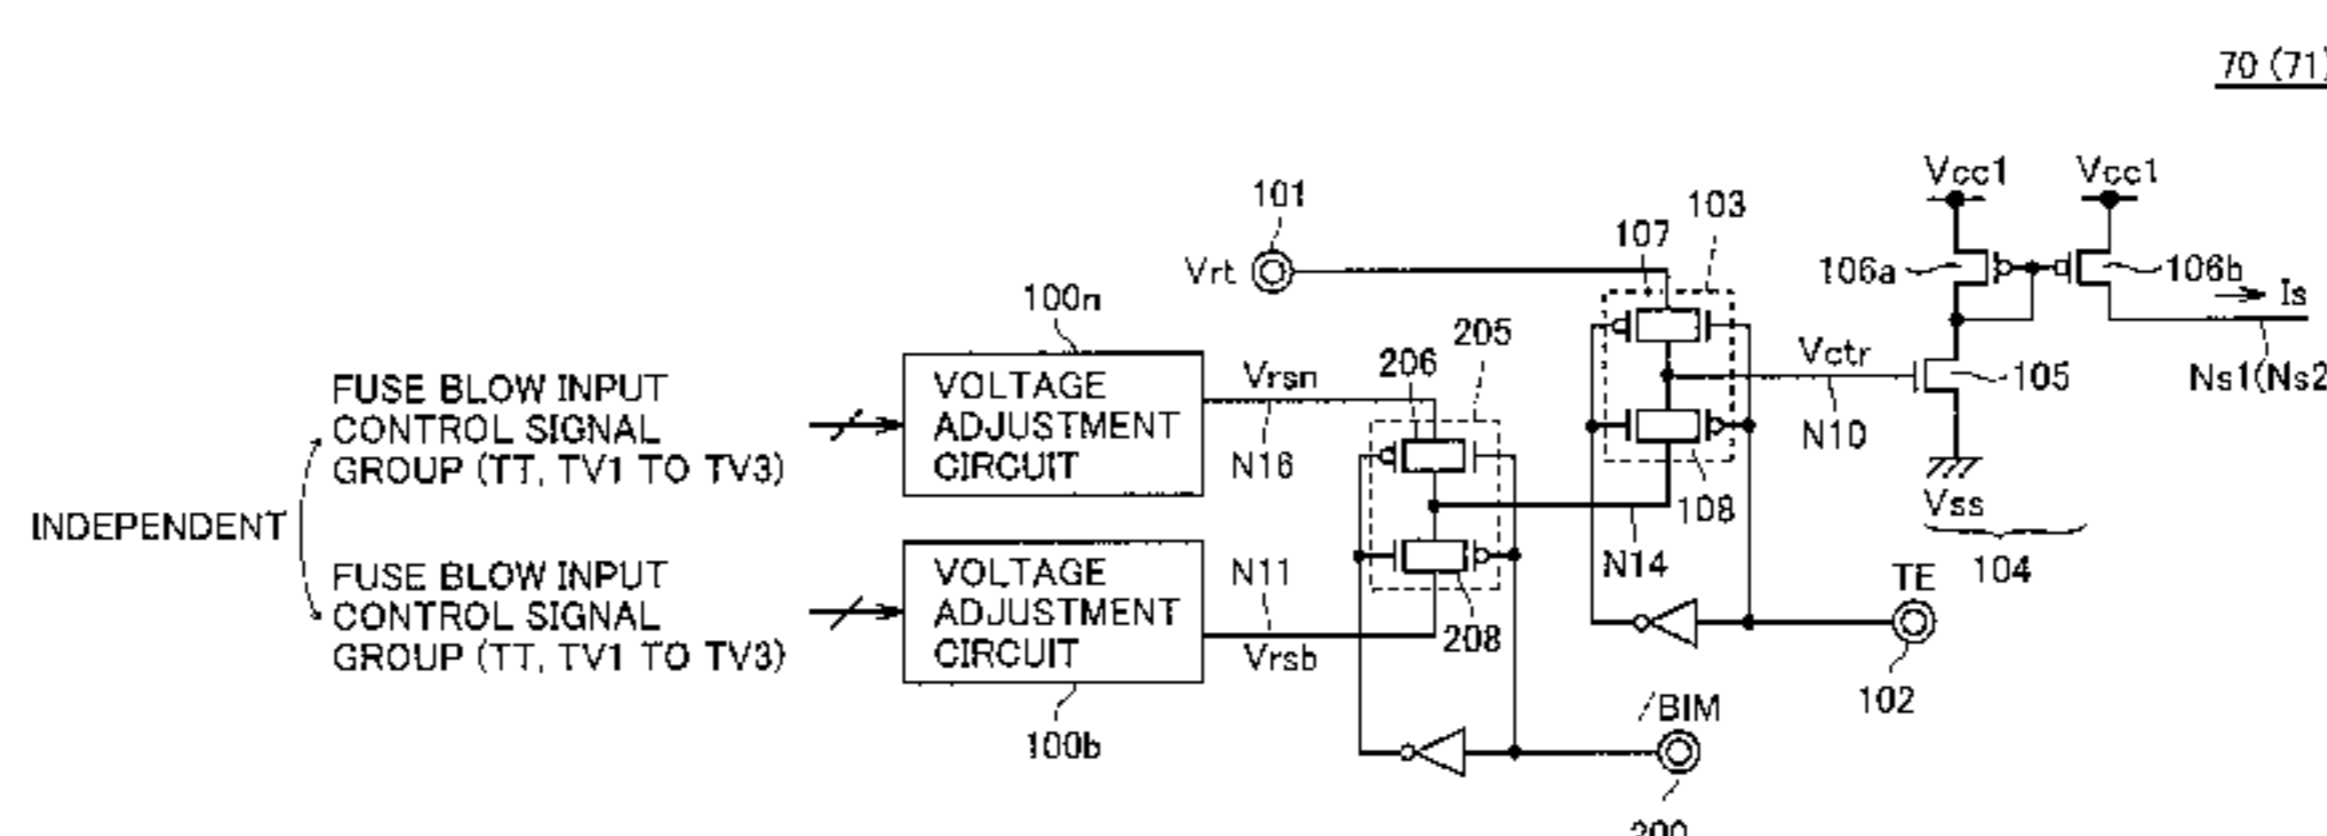 70 (71)
Vcc1 Vcc1
101
103
107
Vrt
106a
106b
Is
100n
205
206
Vctr
Ns1(Ns2
105
FUSE BLOW INPUT
CONTROL SIGNAL
GROUP (TT, TV1 TO TV3)
VOLTAGE
ADJUSTMENT
CIRCUIT
Vrsn
N16
N10
108
Vss
INDEPENDENT
N14
104
FUSE BLOW INPUT
CONTROL SIGNAL
GROUP (TT, TV1 TO TV3)
VOLTAGE
ADJUSTMENT
CIRCUIT
N11
Vrsb
208
TE
102
100b
/BIM